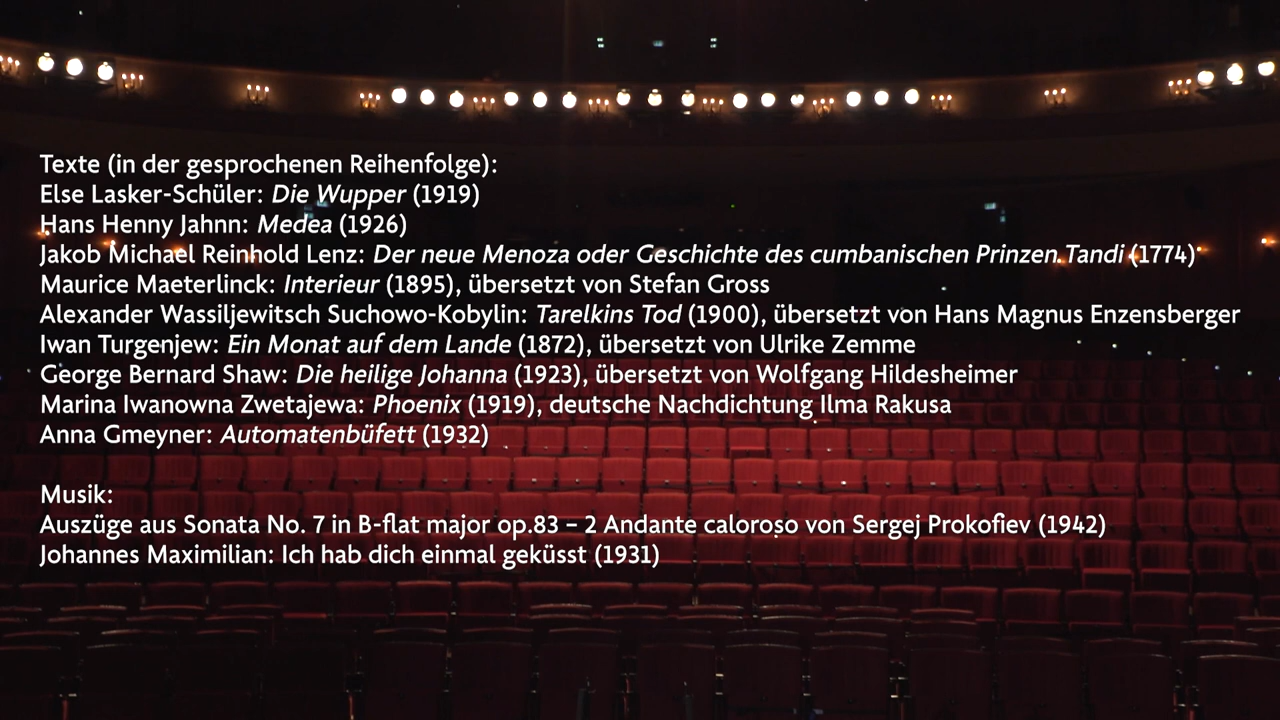 Texte (in der gesprochenen Reihenfolge):
Else Lasker-Schüler: Die Wupper (1919)
Hans Henny Jahnn: Medea (1926)
Jakob Michael Reinhold Lenz: Der neue Menoza oder Geschichte des cumbanischen Prinzen Tandi (1774)
Maurice Maeterlinck: Interieur (1895), übersetzt von Stefan Gross
Alexander Wassiljewitsch Suchowo-Kobylin: Tarelkins Tod (1900), übersetzt von Hans Magnus Enzensberger
Iwan Turgenjew: Ein Monat auf dem Lande (1872), übersetzt von Ulrike Zemme
George Bernard Shaw: Die heilige Johanna (1923), übersetzt von Wolfgang Hildesheimer
Marina Iwanowna Zwetajewa: Phoenix (1919), deutsche Nachdichtung Ilma Rakusa
Anna Gmeyner: Automatenbüfett (1932)
Musik:
Auszüge aus Sonata No. 7 in B-flat major op.83 – 2 Andante caloroso von Sergej Prokofiev (1942)
Johannes Maximilian: Ich hab dich einmal geküsst (1931)